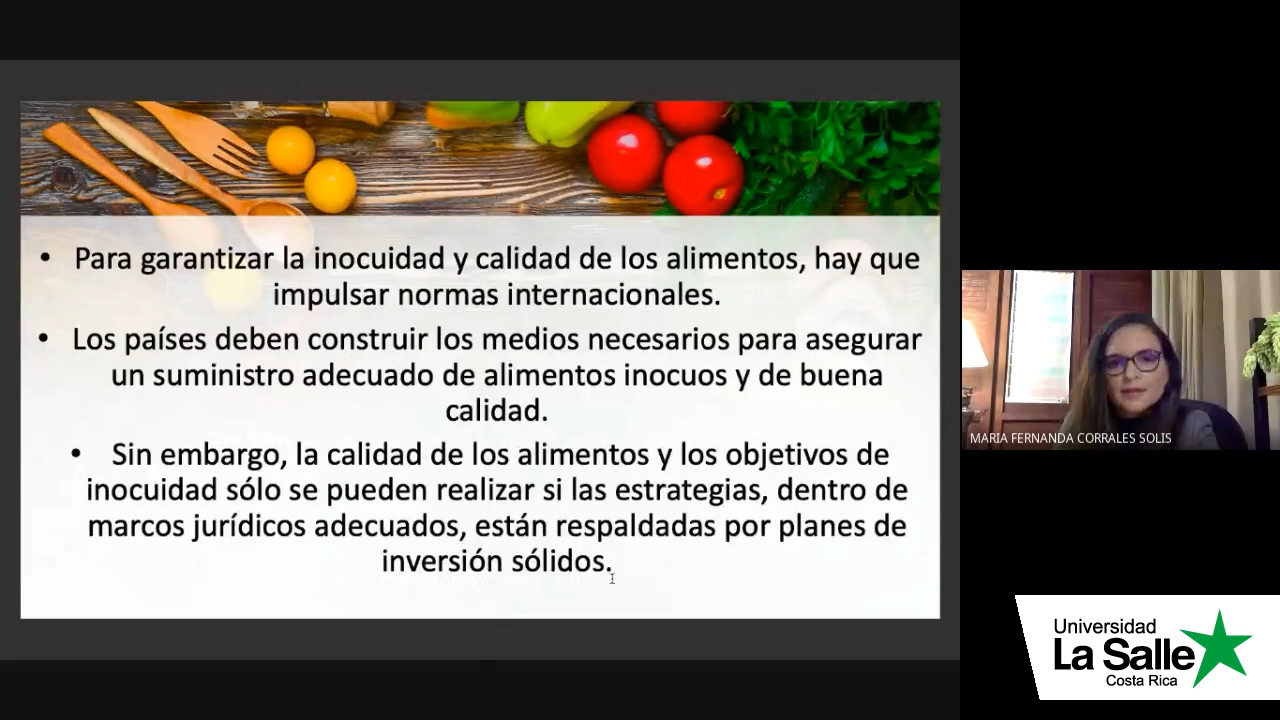 • Para garantizar la inocuidad y calidad de los alimentos, hay que
impulsar normas internacionales.
• Los países deben construir los medios necesarios para asegurar
un suministro adecuado de alimentos inocuos y de buena
calidad.
• Sin embargo, la calidad de los alimentos y los objetivos de
inocuidad sólo se pueden realizar si las estrategias, dentro de
marcos jurídicos adecuados, están respaldadas por planes de
inversión sólidos.
MARIA FERNANDA CORRALES SOLIS
Universidad
La Salle
Costa Rica